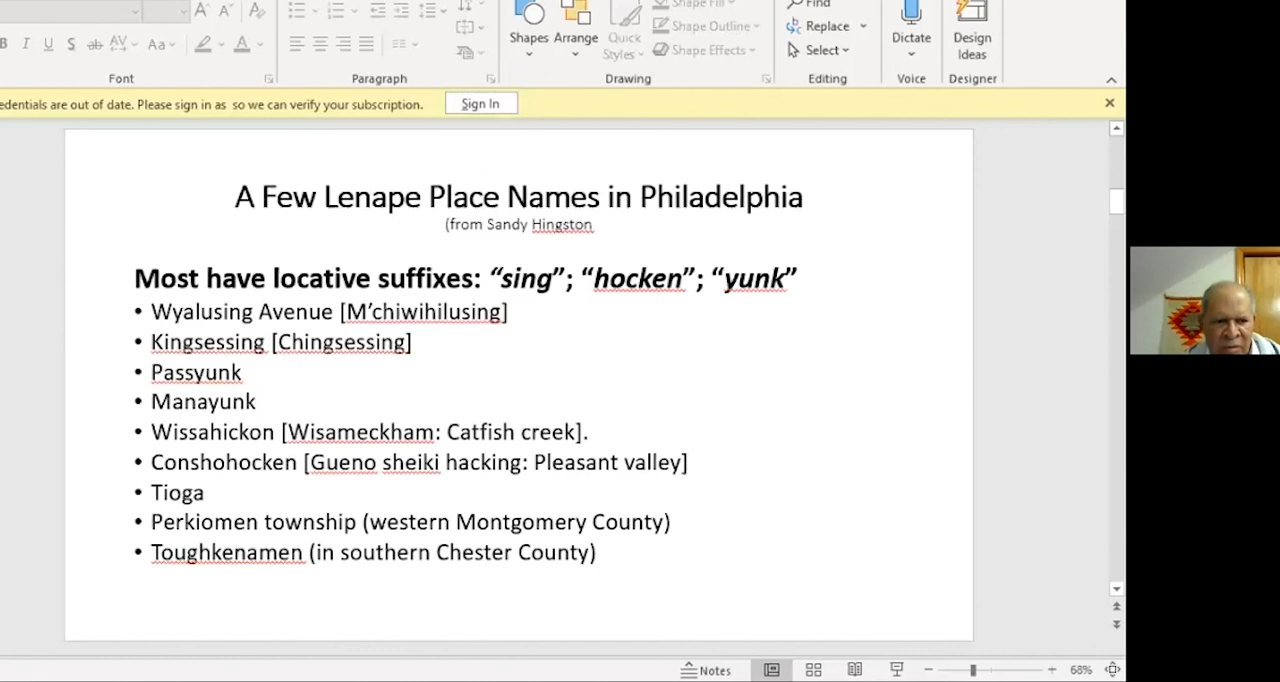 Shape Fill
Find
Shapes Arrange Quick Styles
Shape Outline
Shape Effects
Replace
Select
Dictate
Design Ideas
B I U S ab AV Aa A
Font Paragraph Drawing Editing Voice Designer
edentials are out of date. Please sign in as so we can verify your subscription. Sign In
A Few Lenape Place Names in Philadelphia
(from Sandy Hingston
Most have locative suffixes: “sing”; “hocken”; “yunk”
• Wyalusing Avenue [M’chiwihilusing]
• Kingsessing [Chingsessing]
• Passyunk
• Manayunk
• Wissahickon [Wisameckham: Catfish creek].
• Conshohocken [Gueno sheiki hacking: Pleasant valley]
• Tioga
• Perkiomen township (western Montgomery County)
• Toughkenamen (in southern Chester County)
Notes 68%